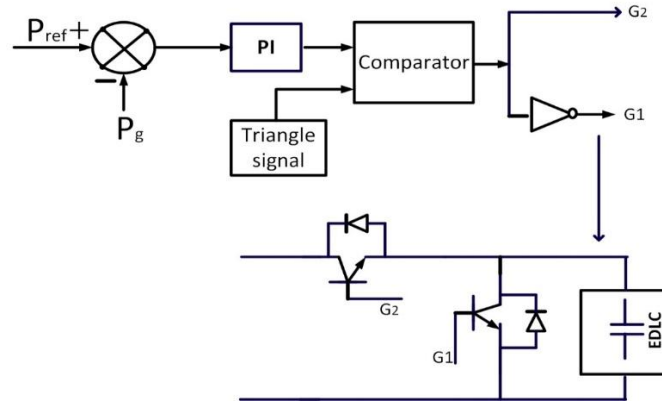 Pref+
PI
Comparator
G2
Pg
Triangle
signal
G1
G2
G1
EDLC